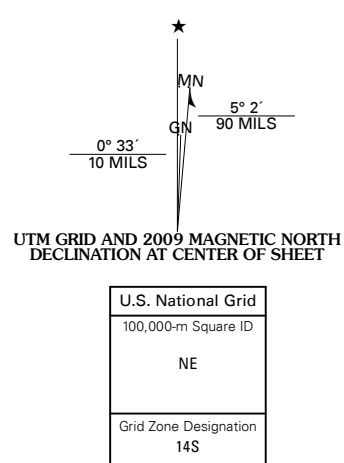 ★
MN
5° 2´
90 MILS
GN
0° 33´
10 MILS
UTM GRID AND 2009 MAGNETIC NORTH
DECLINATION AT CENTER OF SHEET
U.S. National Grid
100,000-m Square ID
NE
Grid Zone Designation
14S